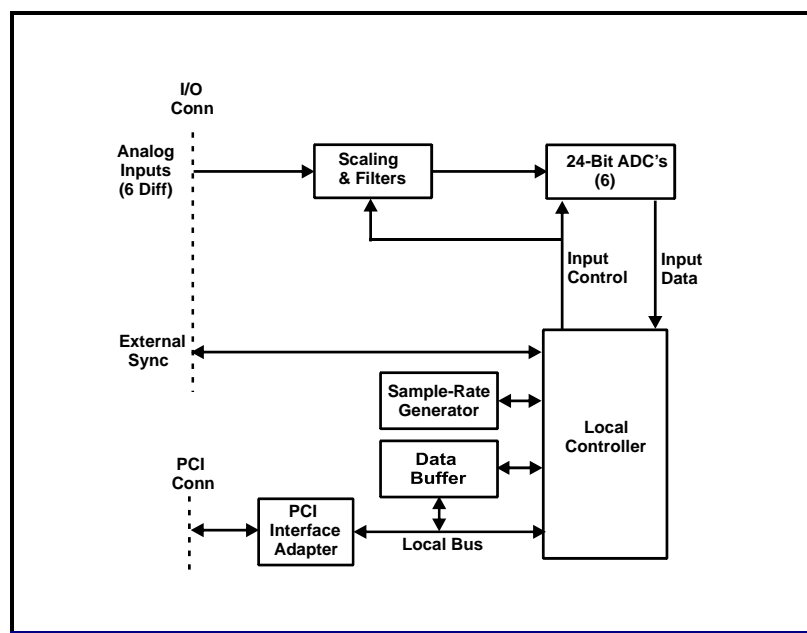 I/O
Conn
Analog
Inputs
(6 Diff)
Scaling
& Filters
24-Bit ADC's
(6)
Input
Control
Input
Data
External
Sync
Sample-Rate
Generator
Local
Controller
Data
Buffer
PCI
Conn
PCI
Interface
Adapter
Local Bus